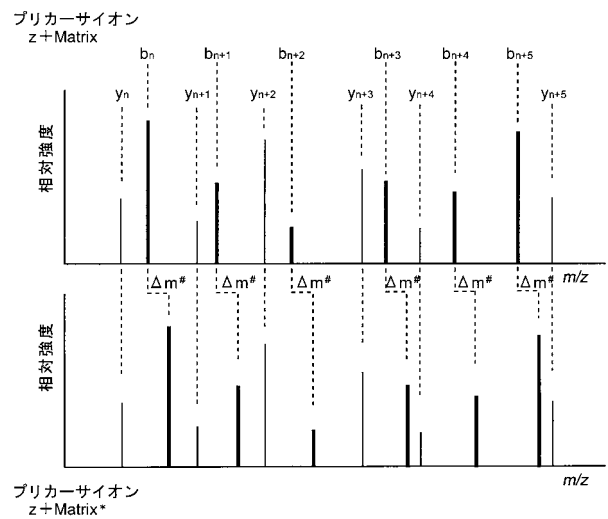 プリカーサイオン
z+Matrix
bn bn+1 bn+2 bn+3 bn+4 bn+5
yn yn+1 yn+2 yn+3 yn+4 yn+5
相対強度
m/z
Δm# Δm# Δm# Δm# Δm# Δm#
相対強度
m/z
プリカーサイオン
z+Matrix*